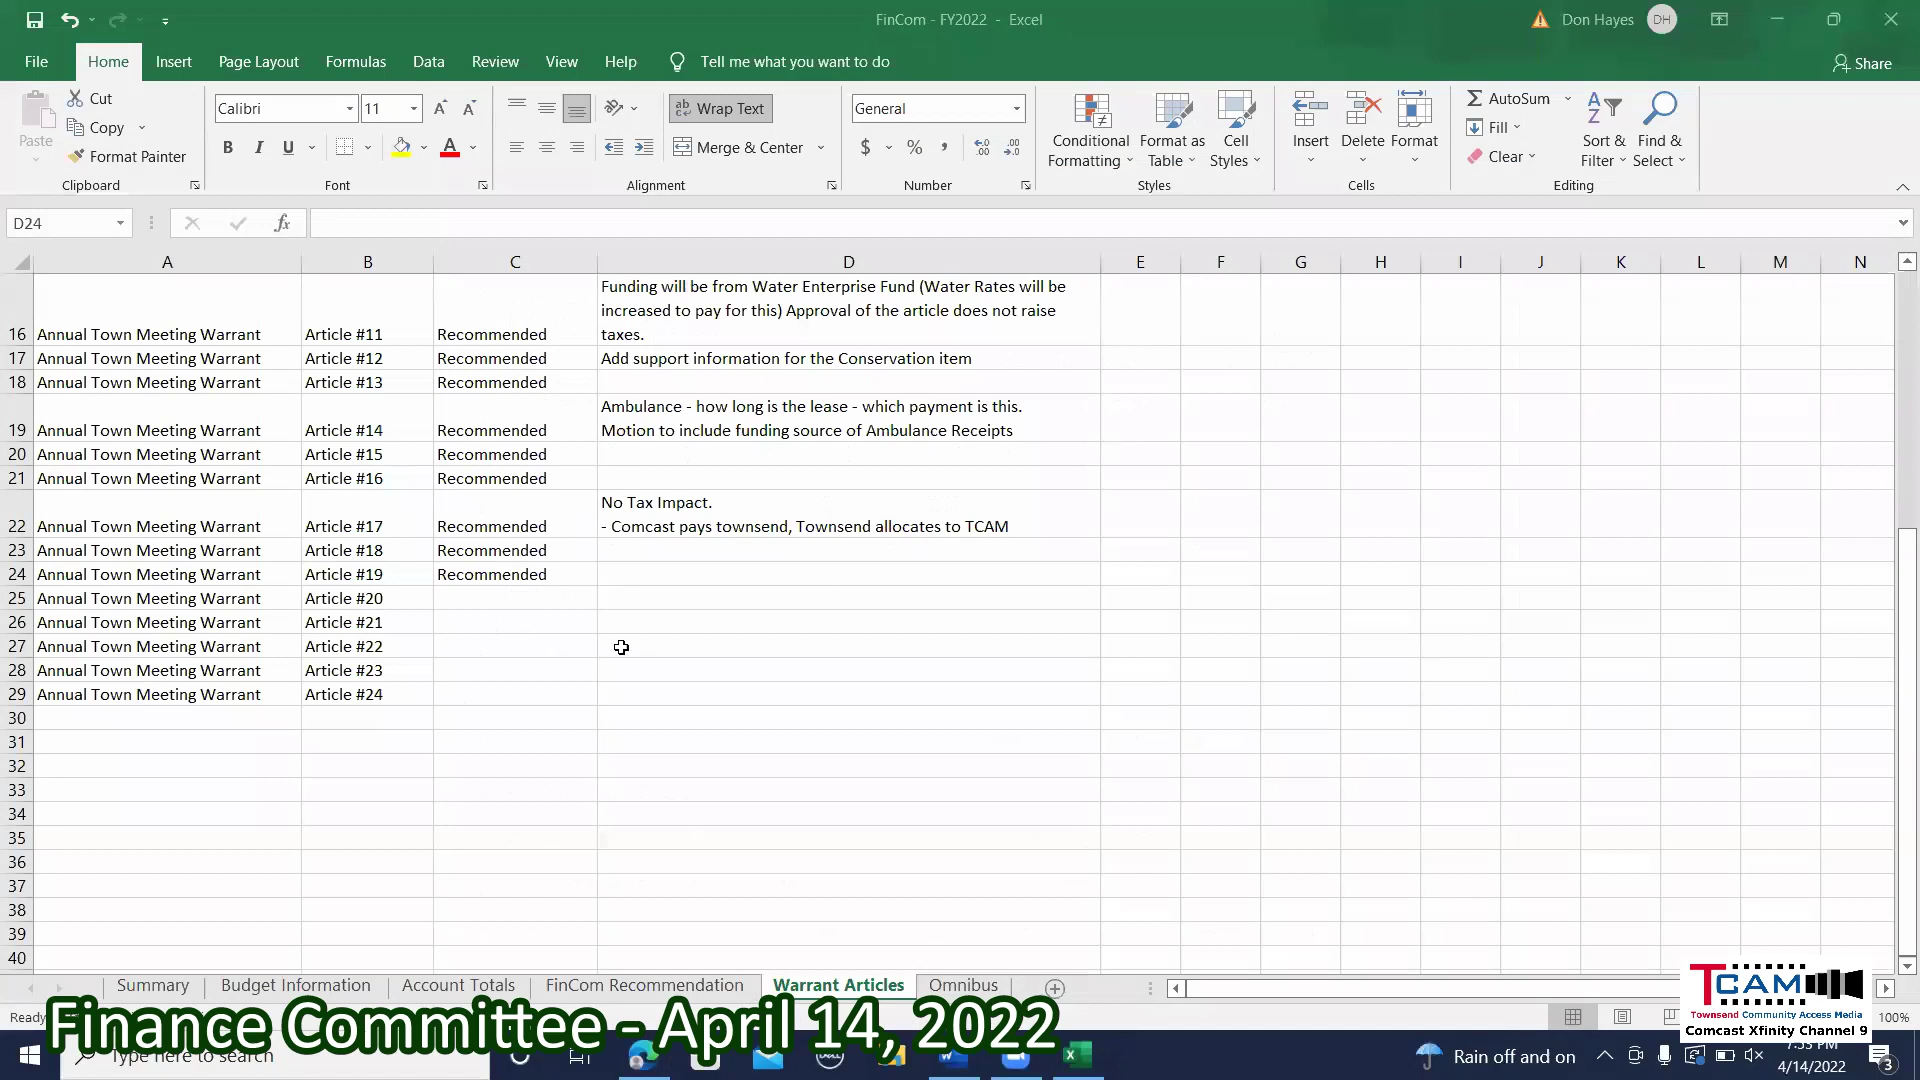 FinCom - FY2022 - Excel
Don Hayes DH
File Home Insert Page Layout Formulas Data Review View Help Tell me what you want to do Share
Cut
Copy
Format Painter
Paste
Clipboard
Calibri 11
B I U
Font
Wrap Text
Merge & Center
Alignment
General
$ % ,
Number
Conditional Formatting
Format as Table
Cell Styles
Styles
Insert Delete Format
Cells
AutoSum
Fill
Clear
Sort & Filter
Find & Select
Editing
D24 fx
A B C D E F G H I J K L M N
Funding will be from Water Enterprise Fund (Water Rates will be
increased to pay for this) Approval of the article does not raise
16 Annual Town Meeting Warrant Article #11 Recommended taxes.
17 Annual Town Meeting Warrant Article #12 Recommended Add support information for the Conservation item
18 Annual Town Meeting Warrant Article #13 Recommended
Ambulance - how long is the lease - which payment is this.
19 Annual Town Meeting Warrant Article #14 Recommended Motion to include funding source of Ambulance Receipts
20 Annual Town Meeting Warrant Article #15 Recommended
21 Annual Town Meeting Warrant Article #16 Recommended
No Tax Impact.
22 Annual Town Meeting Warrant Article #17 Recommended - Comcast pays townsend, Townsend allocates to TCAM
23 Annual Town Meeting Warrant Article #18 Recommended
24 Annual Town Meeting Warrant Article #19 Recommended
25 Annual Town Meeting Warrant Article #20
26 Annual Town Meeting Warrant Article #21
27 Annual Town Meeting Warrant Article #22
28 Annual Town Meeting Warrant Article #23
29 Annual Town Meeting Warrant Article #24
30
31
32
33
34
35
36
37
38
39
40
Summary Budget Information Account Totals FinCom Recommendation Warrant Articles Omnibus
TCAM
Townsend Community Access Media
Comcast Xfinity Channel 9
Ready
100%
Finance Committee - April 14, 2022
Type here to search
Rain off and on
7:53 PM
4/14/2022
3